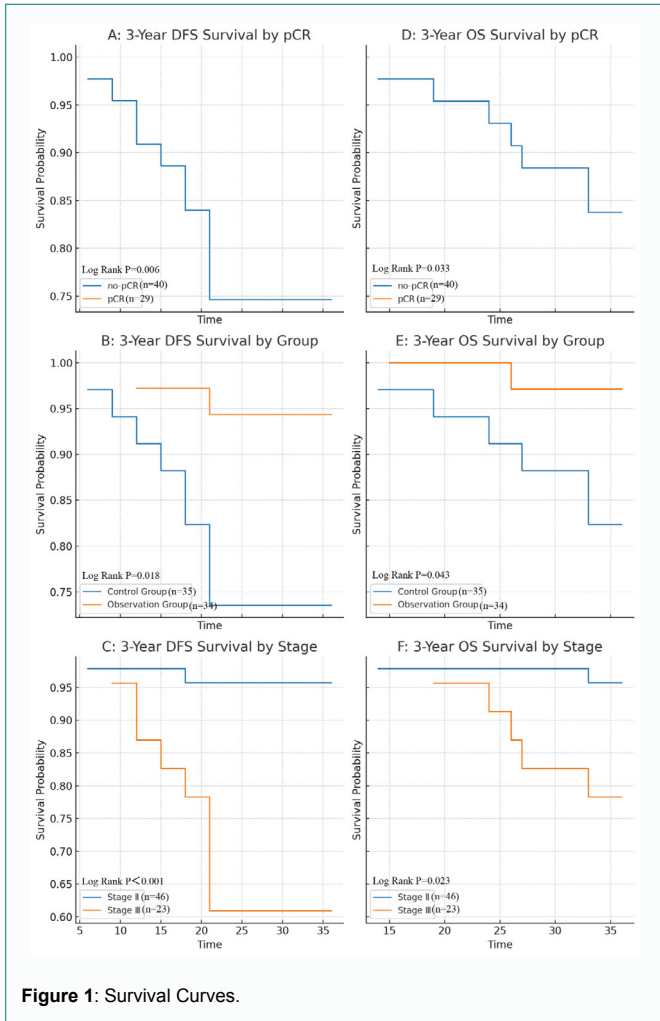 A: 3-Year DFS Survival by pCR
1.00
0.95
0.90
0.85
0.80
0.75
Survival Probability
Log Rank P=0.006
no-pCR (n=40)
pCR (n=29)
Time
D: 3-Year OS Survival by pCR
Survival Probability
Log Rank P=0.033
no-pCR (n=40)
pCR (n=29)
Time
B: 3-Year DFS Survival by Group
1.00
0.95
0.90
0.85
0.80
0.75
Survival Probability
Log Rank P=0.018
Control Group (n=35)
Observation Group (n=34)
Time
E: 3-Year OS Survival by Group
Survival Probability
Log Rank P=0.043
Control Group (n=35)
Observation Group (n=34)
Time
C: 3-Year DFS Survival by Stage
0.95
0.90
0.85
0.80
0.75
0.70
0.65
0.60
Survival Probability
Log Rank P<0.001
Stage Ⅱ (n=46)
Stage Ⅲ (n=23)
5 10 15 20 25 30 35
Time
F: 3-Year OS Survival by Stage
Survival Probability
Log Rank P=0.023
Stage Ⅱ (n=46)
Stage Ⅲ (n=23)
15 20 25 30 35
Time
Figure 1: Survival Curves.